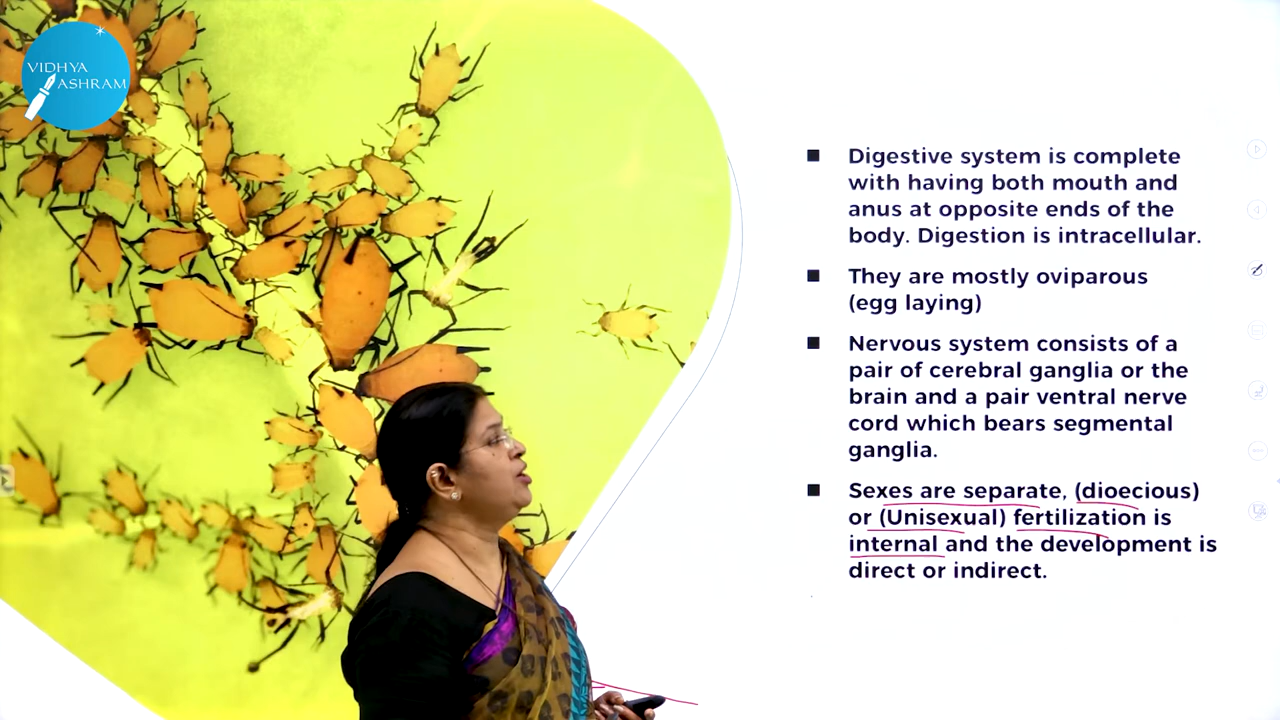 VIDHYA
ASHRAM
■ Digestive system is complete
with having both mouth and
anus at opposite ends of the
body. Digestion is intracellular.
■ They are mostly oviparous
(egg laying)
■ Nervous system consists of a
pair of cerebral ganglia or the
brain and a pair ventral nerve
cord which bears segmental
ganglia.
■ Sexes are separate, (dioecious)
or (Unisexual) fertilization is
internal and the development is
direct or indirect.